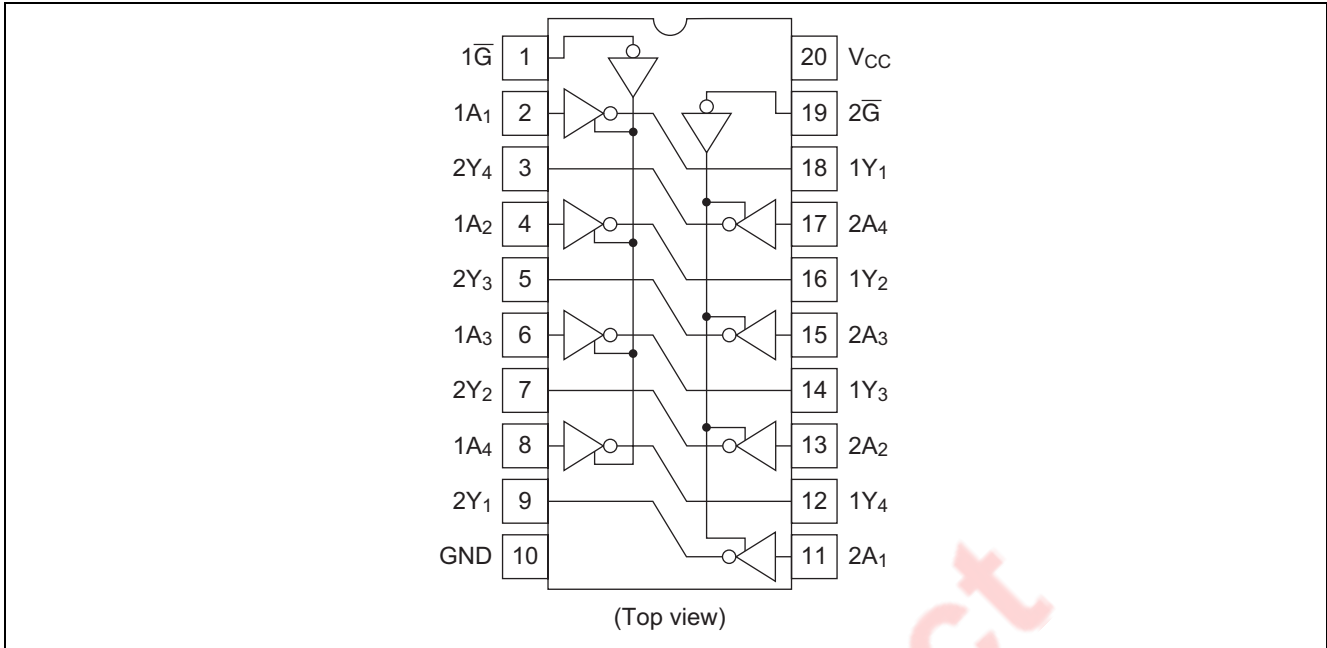 1G̅ 1 20 VCC
1A1 2 19 2G̅
2Y4 3 18 1Y1
1A2 4 17 2A4
2Y3 5 16 1Y2
1A3 6 15 2A3
2Y2 7 14 1Y3
1A4 8 13 2A2
2Y1 9 12 1Y4
GND 10 11 2A1
(Top view)
ct